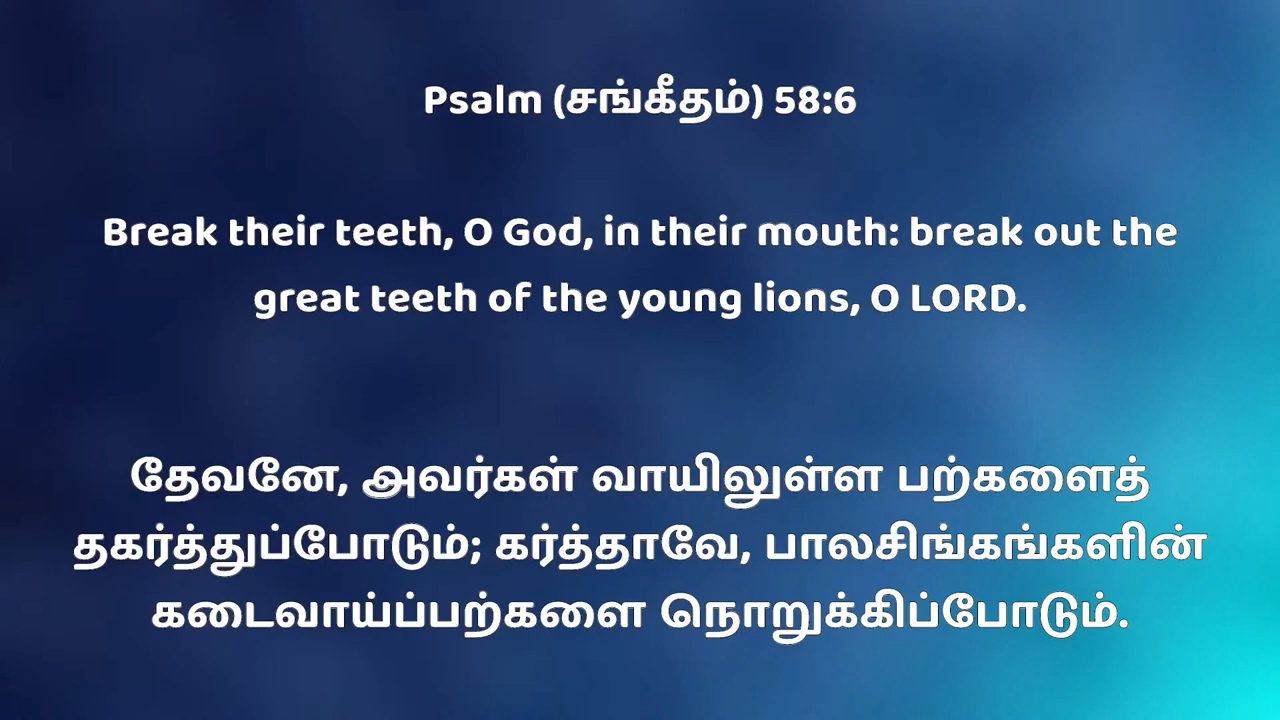 Psalm (சங்கீதம்) 58:6
Break their teeth, O God, in their mouth: break out the
great teeth of the young lions, O LORD.
தேவனே, அவர்கள் வாயிலுள்ள பற்களைத்
தகர்த்துப்போடும்; கர்த்தாவே, பாலசிங்கங்களின்
கடைவாய்ப்பற்களை நொறுக்கிப்போடும்.